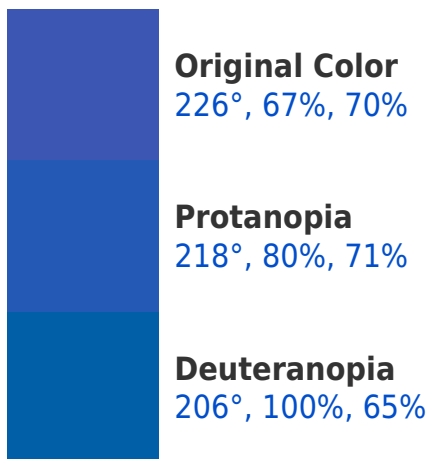 Original Color
226°, 67%, 70%
Protanopia
218°, 80%, 71%
Deuteranopia
206°, 100%, 65%